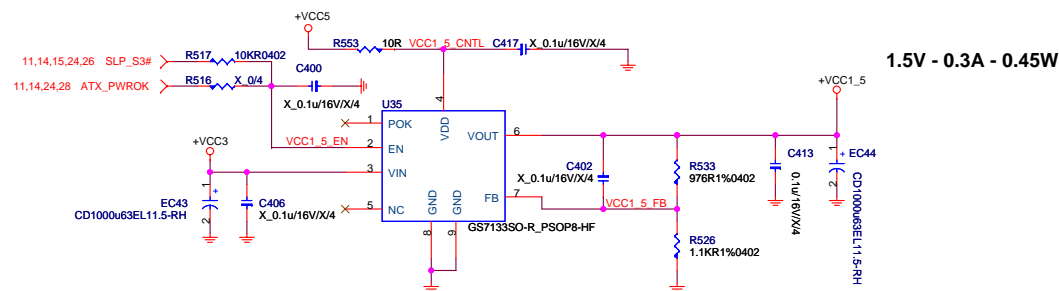 +VCC5
R553
10R
VCC1_5_CNTL
C417
X_0.1u/16V/X/4
1.5V - 0.3A - 0.45W
11,14,15,24,26 SLP_S3#
R517
10KR0402
11,14,24,28 ATX_PWROK
R516
X_0/4
C400
X_0.1u/16V/X/4
+VCC1_5
U35
4
VDD
1
POK
VCC1_5_EN
2
EN
3
VIN
5
NC
VOUT
6
FB
7
GND
8
GND
9
GS7133SO-R_PSOP8-HF
+VCC3
1
+
EC43
CD1000u63EL11.5-RH
2
C406
X_0.1u/16V/X/4
C402
X_0.1u/16V/X/4
VCC1_5_FB
R533
976R1%0402
R526
1.1KR1%0402
C413
0.1u/16V/X/4
1
+
EC44
2
CD1000u63EL11.5-RH